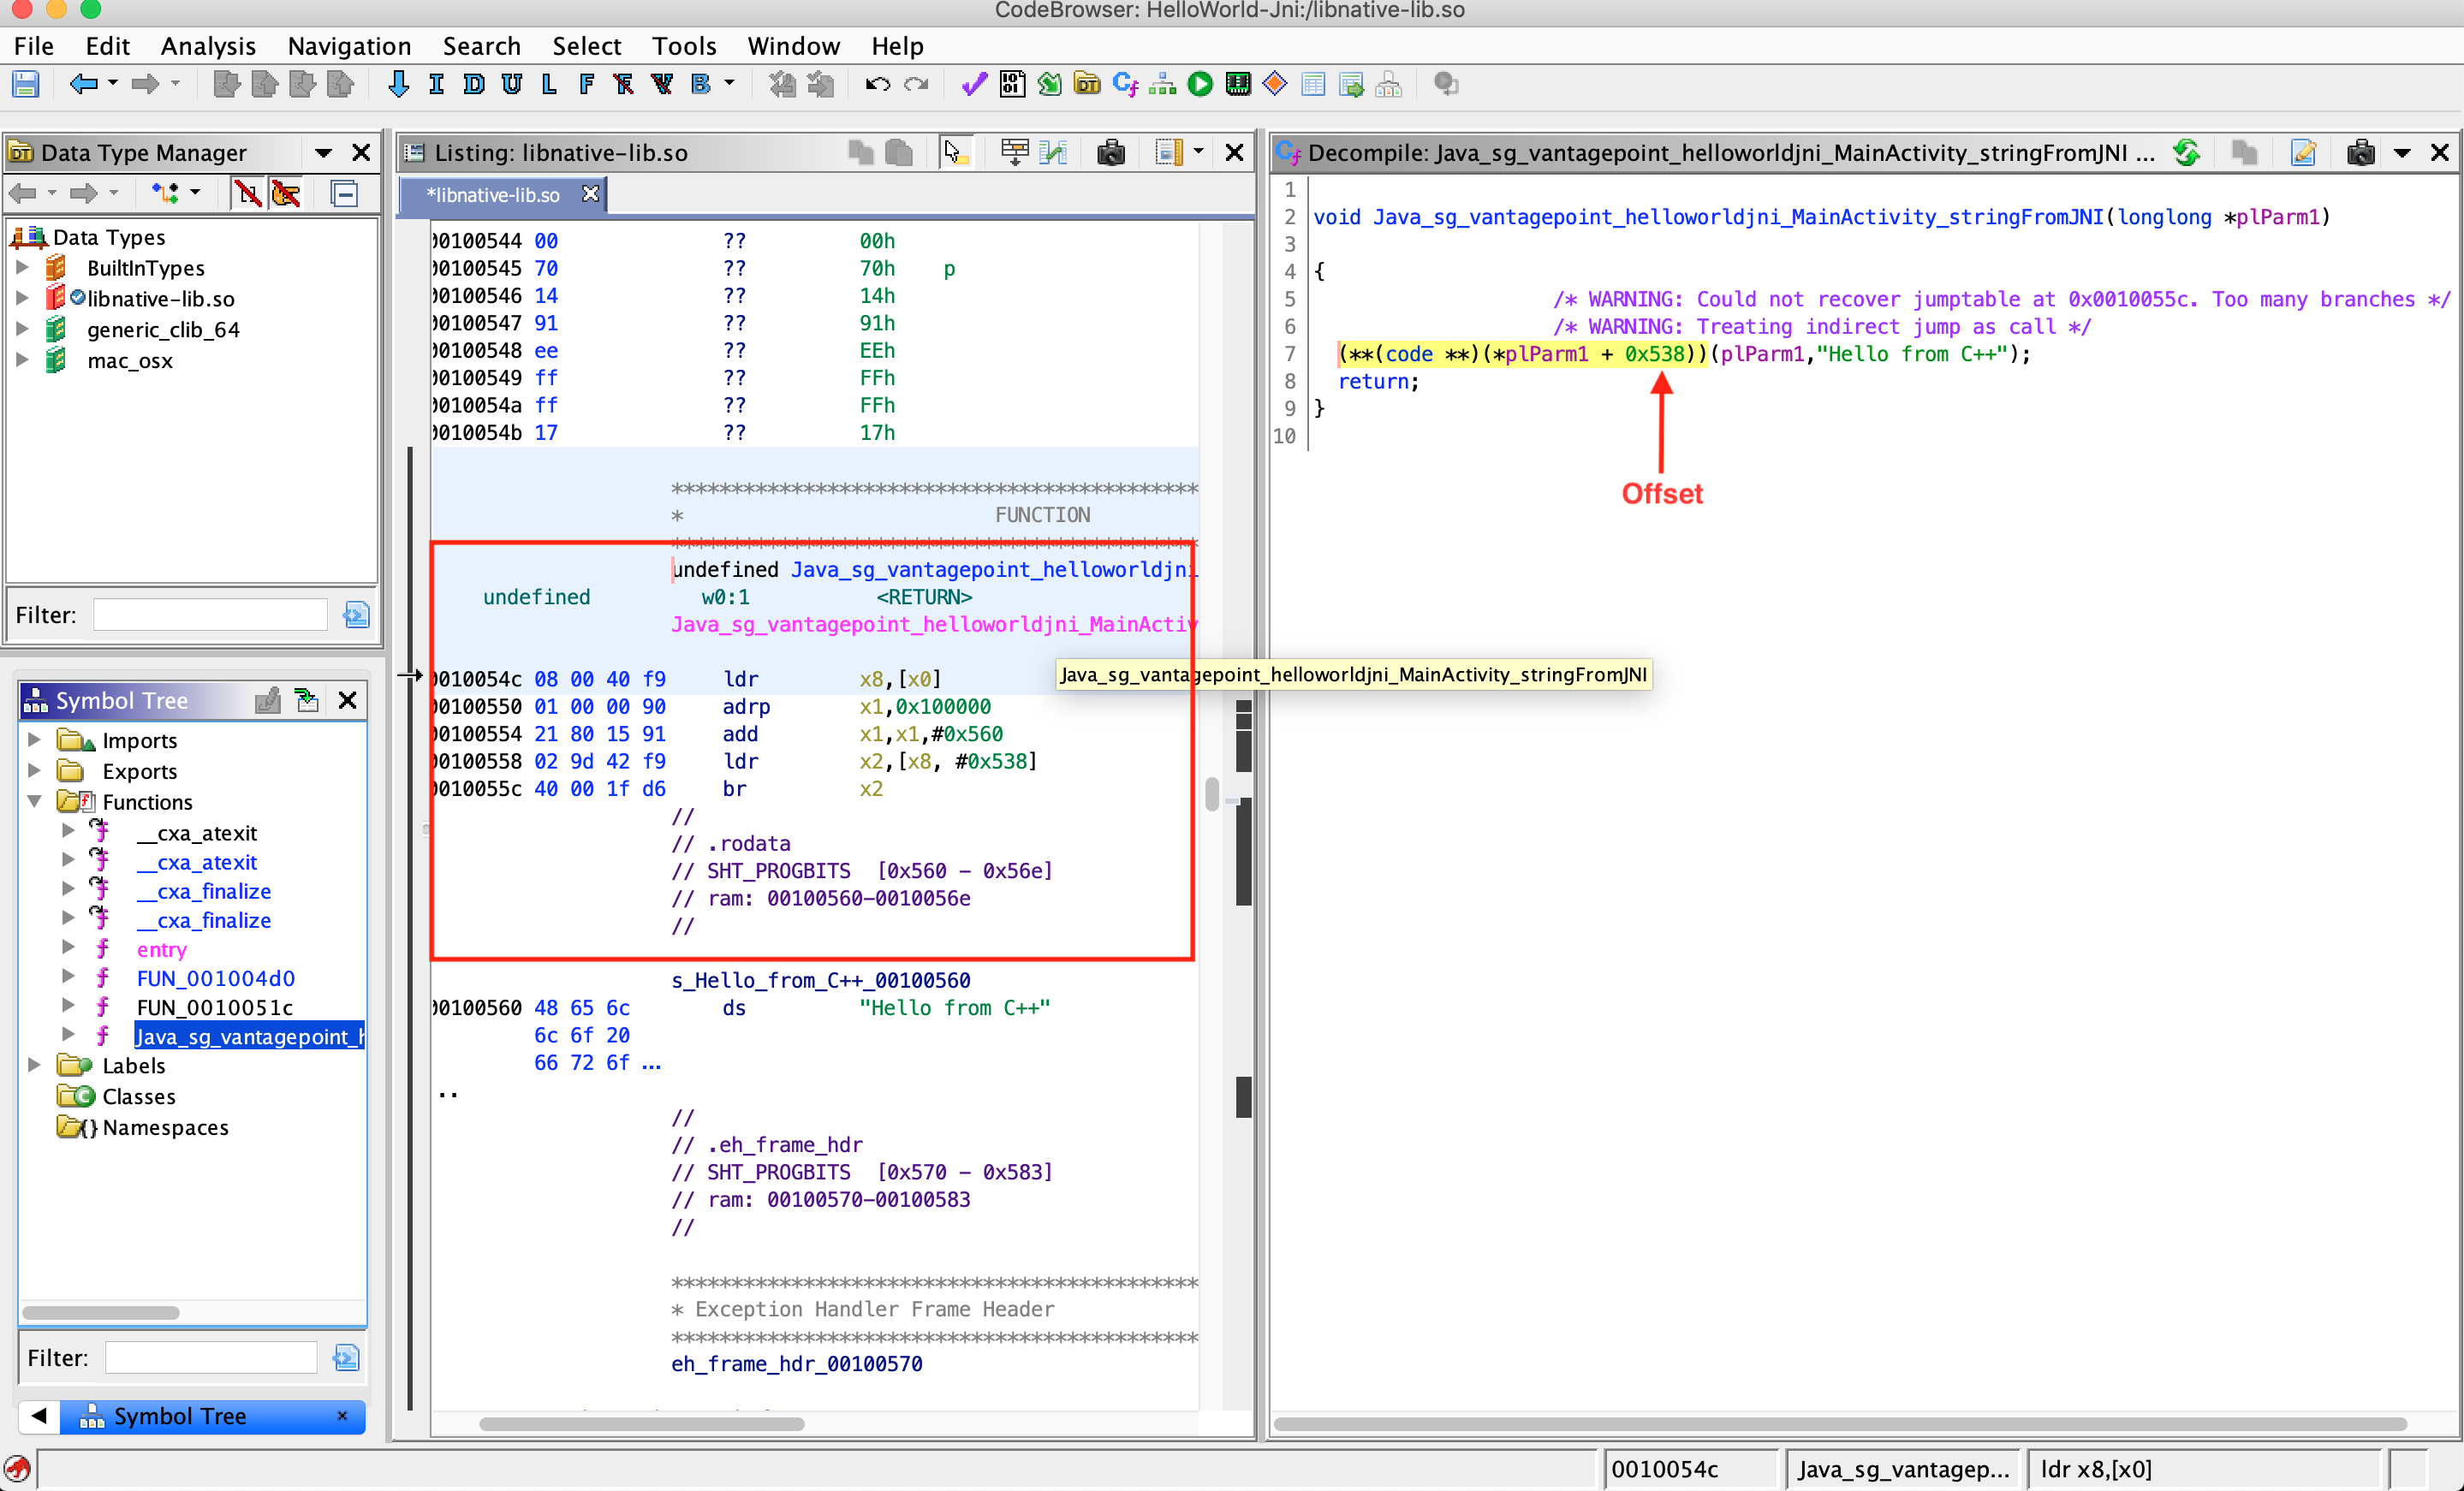 CodeBrowser: HelloWorld-Jni:/libnative-lib.so
File Edit Analysis Navigation Search Select Tools Window Help
Data Type Manager
Data Types
BuiltInTypes
libnative-lib.so
generic_clib_64
mac_osx
Filter:
Symbol Tree
Imports
Exports
Functions
__cxa_atexit
__cxa_atexit
__cxa_finalize
__cxa_finalize
entry
FUN_001004d0
FUN_0010051c
Java_sg_vantagepoint_h
Labels
Classes
Namespaces
Filter:
Symbol Tree
Listing: libnative-lib.so
*libnative-lib.so
00100544 00 ?? 00h
00100545 70 ?? 70h p
00100546 14 ?? 14h
00100547 91 ?? 91h
00100548 ee ?? EEh
00100549 ff ?? FFh
0010054a ff ?? FFh
0010054b 17 ?? 17h
********************************************
* FUNCTION
********************************************
undefined Java_sg_vantagepoint_helloworldjni
undefined w0:1 <RETURN>
Java_sg_vantagepoint_helloworldjni_MainActiv
0010054c 08 00 40 f9 ldr x8,[x0]
Java_sg_vantagepoint_helloworldjni_MainActivity_stringFromJNI
00100550 01 00 00 90 adrp x1,0x100000
00100554 21 80 15 91 add x1,x1,#0x560
00100558 02 9d 42 f9 ldr x2,[x8, #0x538]
0010055c 40 00 1f d6 br x2
//
// .rodata
// SHT_PROGBITS [0x560 - 0x56e]
// ram: 00100560-0010056e
//
s_Hello_from_C++_00100560
00100560 48 65 6c ds "Hello from C++"
6c 6f 20
66 72 6f ...
..
//
// .eh_frame_hdr
// SHT_PROGBITS [0x570 - 0x583]
// ram: 00100570-00100583
//
********************************************
* Exception Handler Frame Header
********************************************
eh_frame_hdr_00100570
Decompile: Java_sg_vantagepoint_helloworldjni_MainActivity_stringFromJNI ...
1
2 void Java_sg_vantagepoint_helloworldjni_MainActivity_stringFromJNI(longlong *plParm1)
3
4 {
5 /* WARNING: Could not recover jumptable at 0x0010055c. Too many branches */
6 /* WARNING: Treating indirect jump as call */
7 (**(code **)(*plParm1 + 0x538))(plParm1,"Hello from C++");
8 return;
9 }
10
Offset
0010054c
Java_sg_vantagep...
ldr x8,[x0]